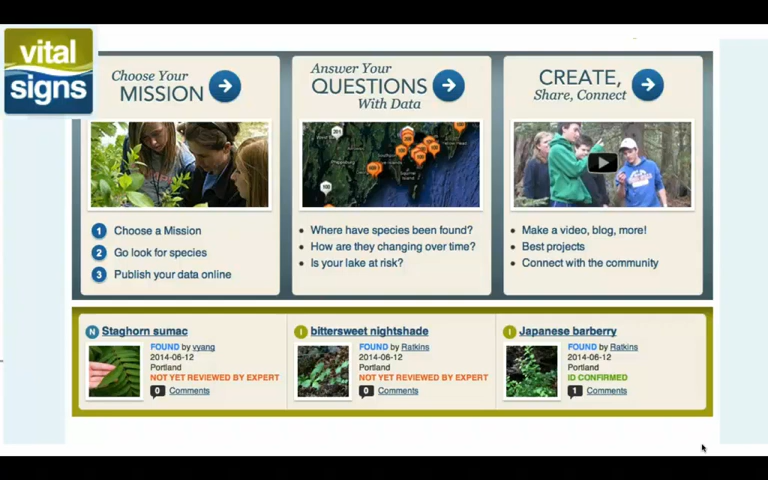 vital
signs
Choose Your
MISSION
1 Choose a Mission
2 Go look for species
3 Publish your data online
Answer Your
QUESTIONS
With Data
• Where have species been found?
• How are they changing over time?
• Is your lake at risk?
CREATE,
Share, Connect
• Make a video, blog, more!
• Best projects
• Connect with the community
N Staghorn sumac
FOUND by vyang
2014-06-12
Portland
NOT YET REVIEWED BY EXPERT
0 Comments
I bittersweet nightshade
FOUND by Ratkins
2014-06-12
Portland
NOT YET REVIEWED BY EXPERT
0 Comments
I Japanese barberry
FOUND by Ratkins
2014-06-12
Portland
ID CONFIRMED
1 Comments